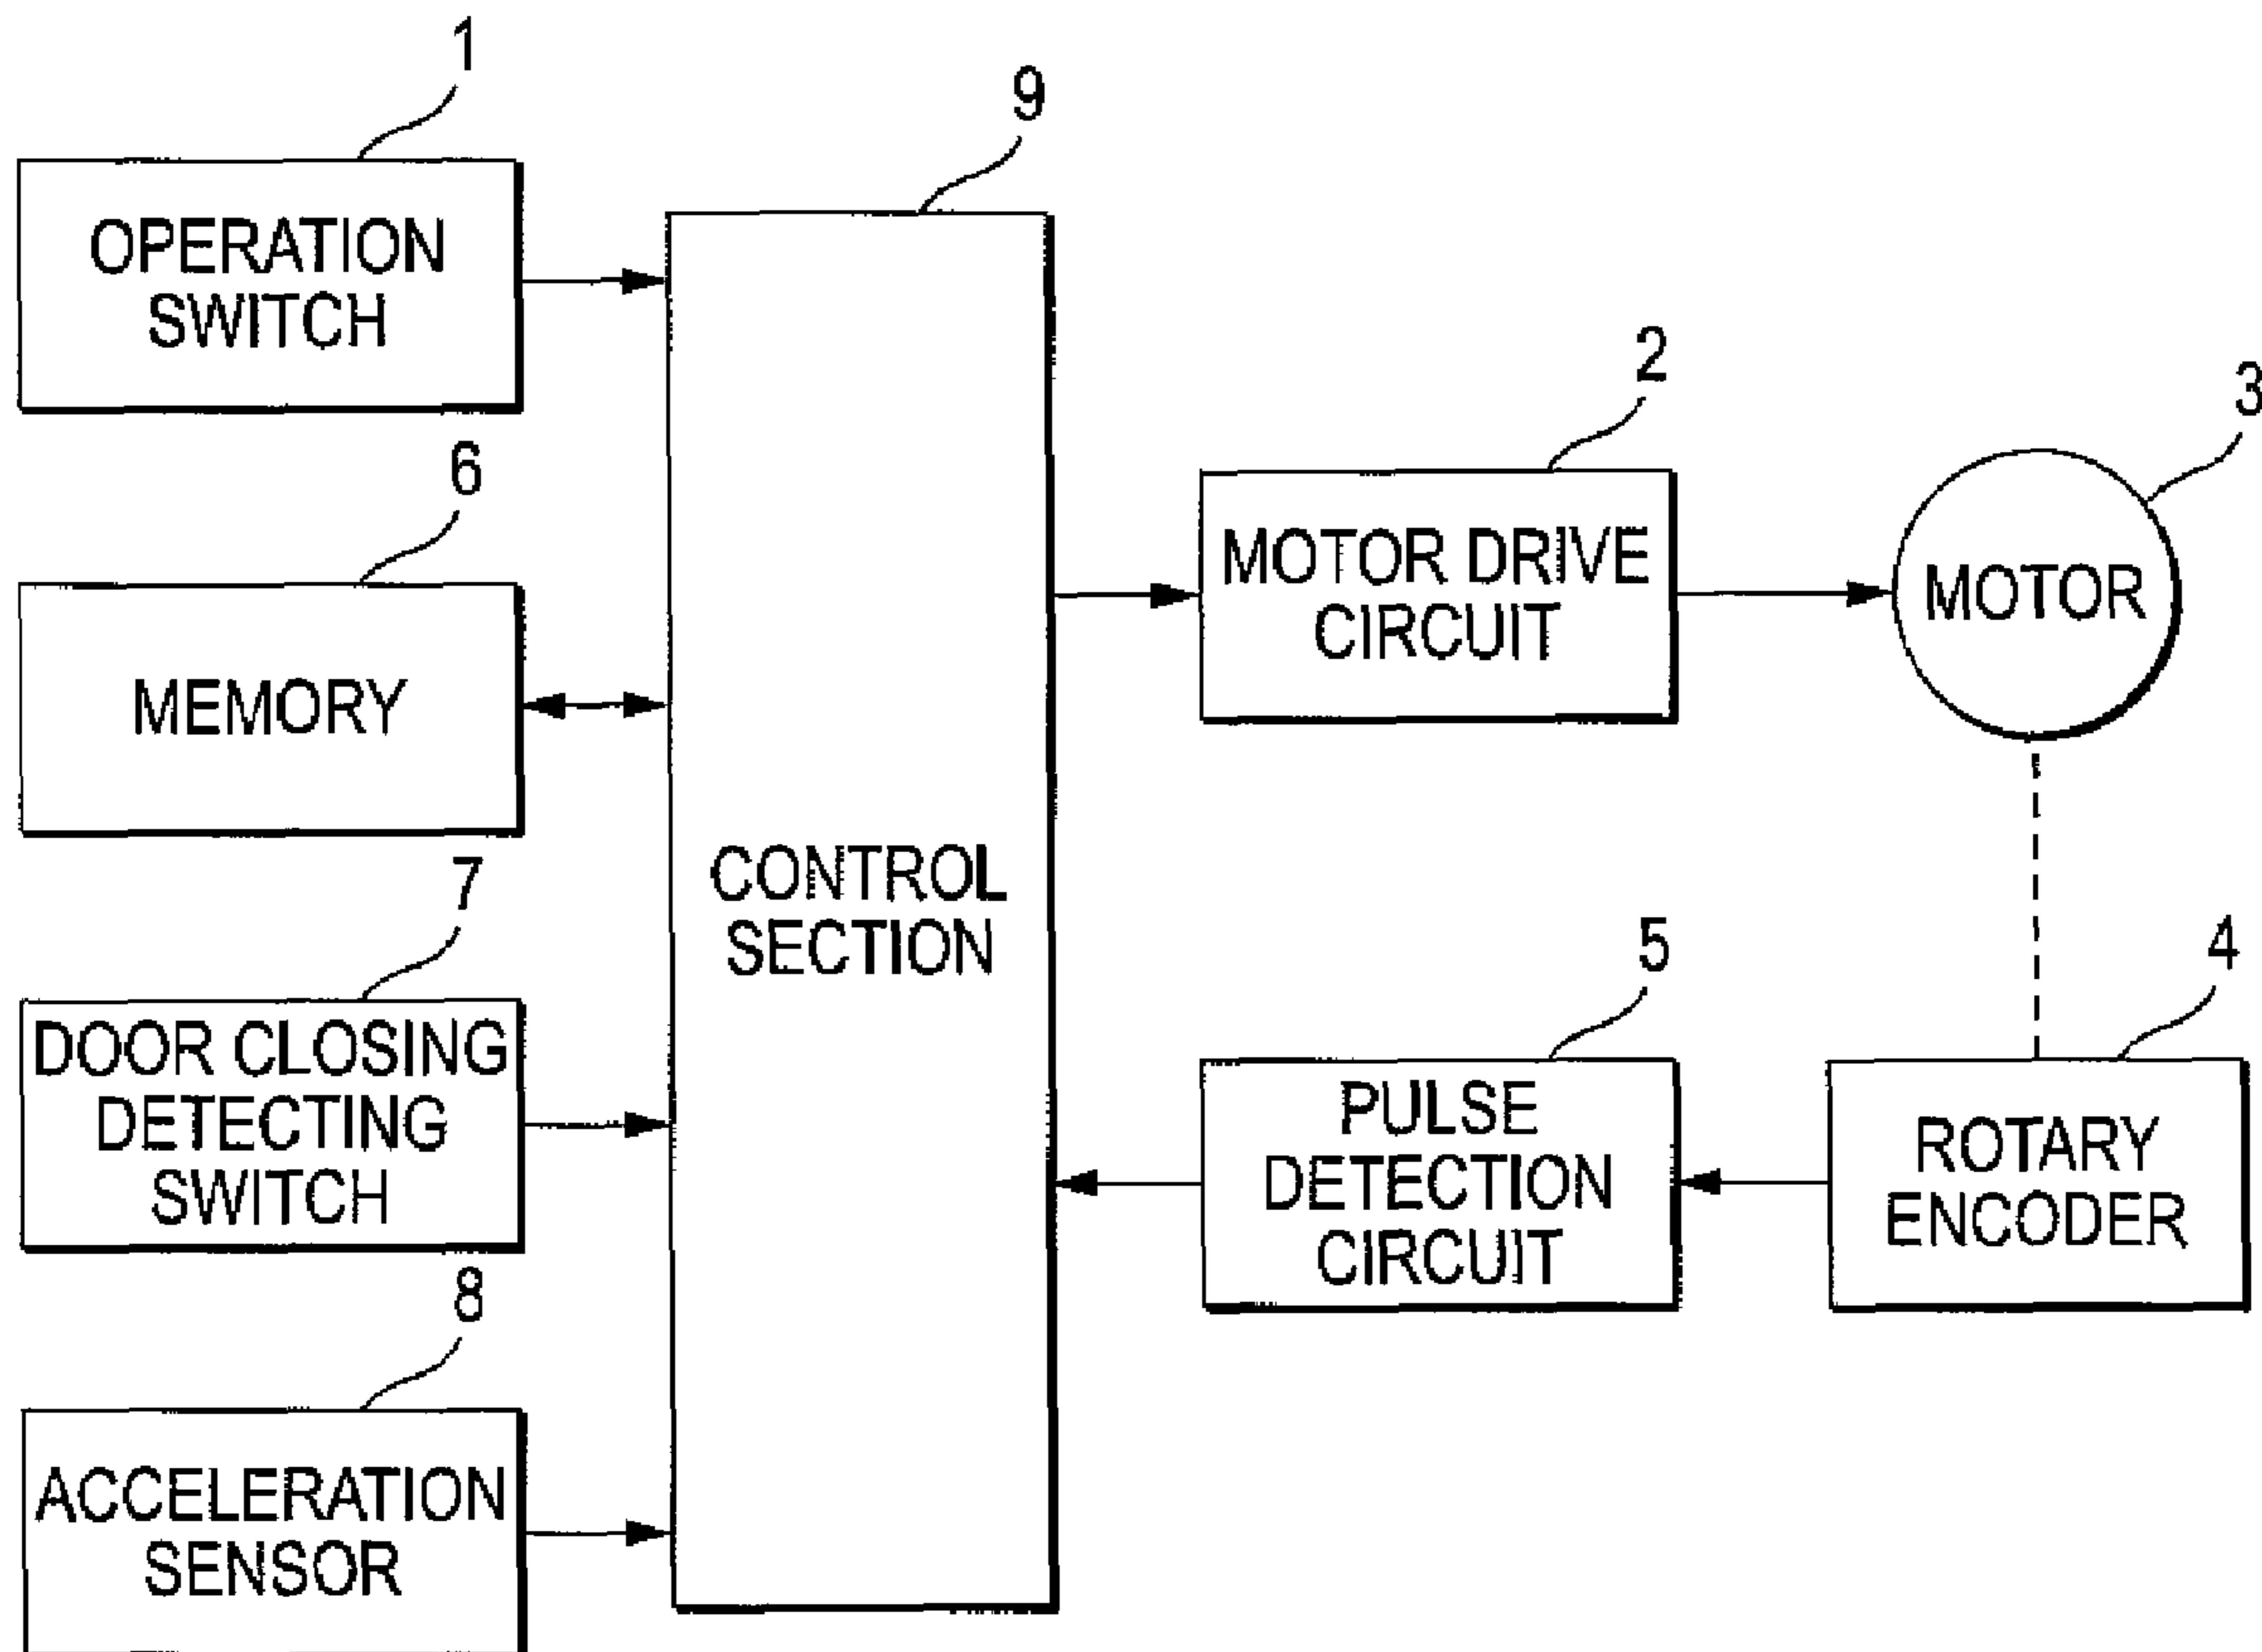 1
OPERATION
SWITCH
6
MEMORY
7
DOOR CLOSING
DETECTING
SWITCH
8
ACCELERATION
SENSOR
9
CONTROL
SECTION
2
MOTOR DRIVE
CIRCUIT
3
MOTOR
5
PULSE
DETECTION
CIRCUIT
4
ROTARY
ENCODER